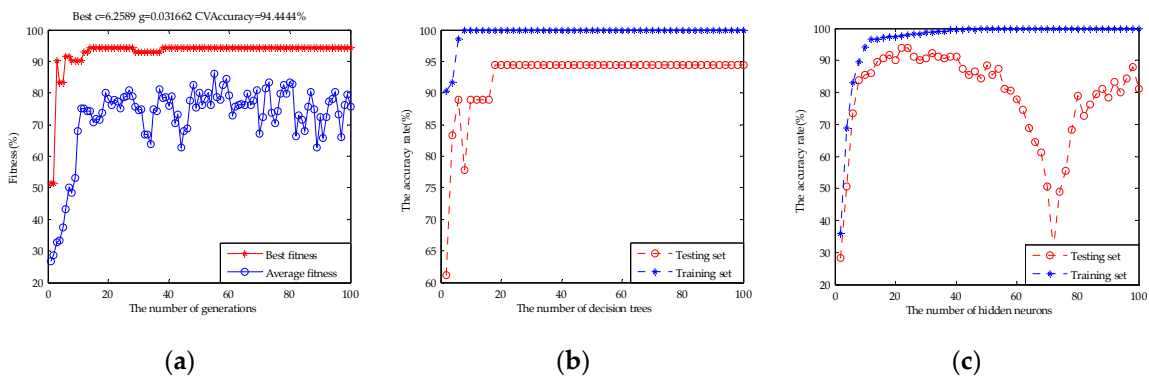 Best c=6.2589 g=0.031662 CVAccuracy=94.4444%
Fitness(%)
100
90
80
70
60
50
40
30
20
0
20
40
60
80
100
Best fitness
Average fitness
The number of generations
(a)
The accuracy rate(%)
100
95
90
85
80
75
70
65
60
0
20
40
60
80
100
Testing set
Training set
The number of decision trees
(b)
The accuracy rate(%)
100
90
80
70
60
50
40
30
20
0
20
40
60
80
100
Testing set
Training set
The number of hidden neurons
(c)